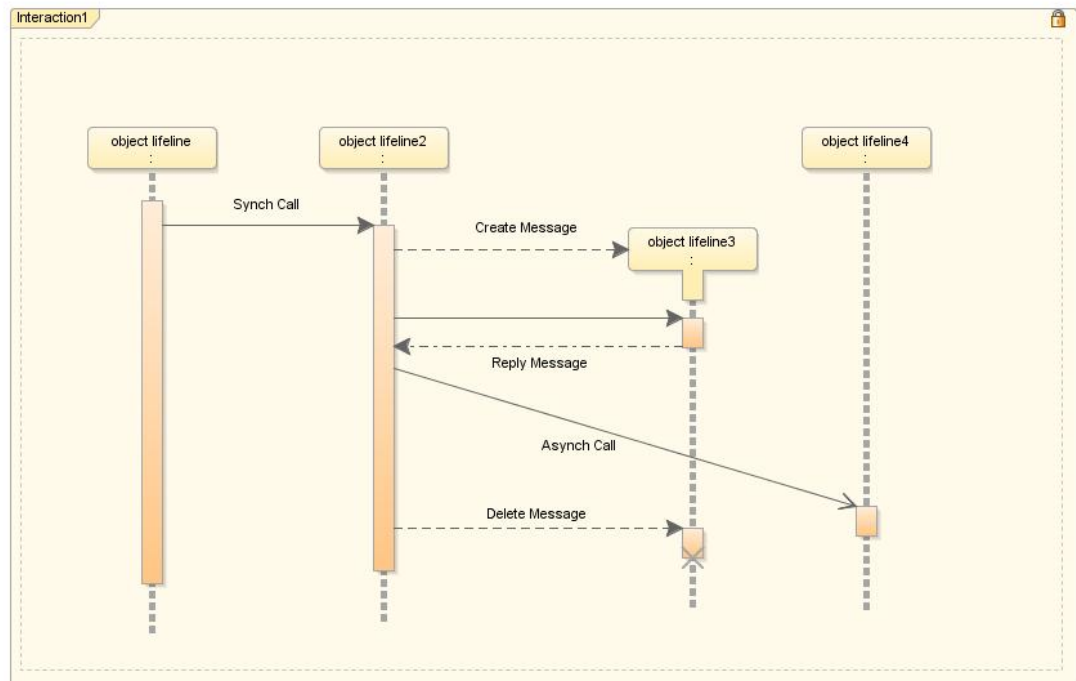 Interaction1
object lifeline
:
object lifeline2
:
object lifeline4
:
Synch Call
Create Message
object lifeline3
:
Reply Message
Asynch Call
Delete Message